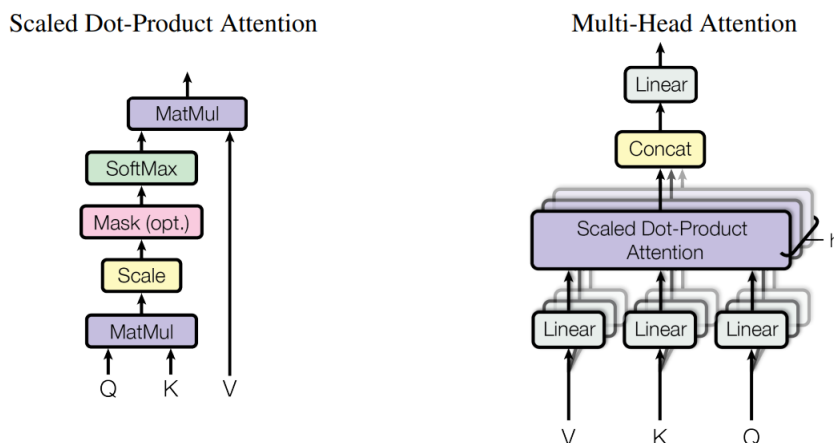 Scaled Dot-Product Attention
MatMul
SoftMax
Mask (opt.)
Scale
MatMul
Q K V
Multi-Head Attention
Linear
Concat
Scaled Dot-Product
Attention
h
Linear Linear Linear
V K Q